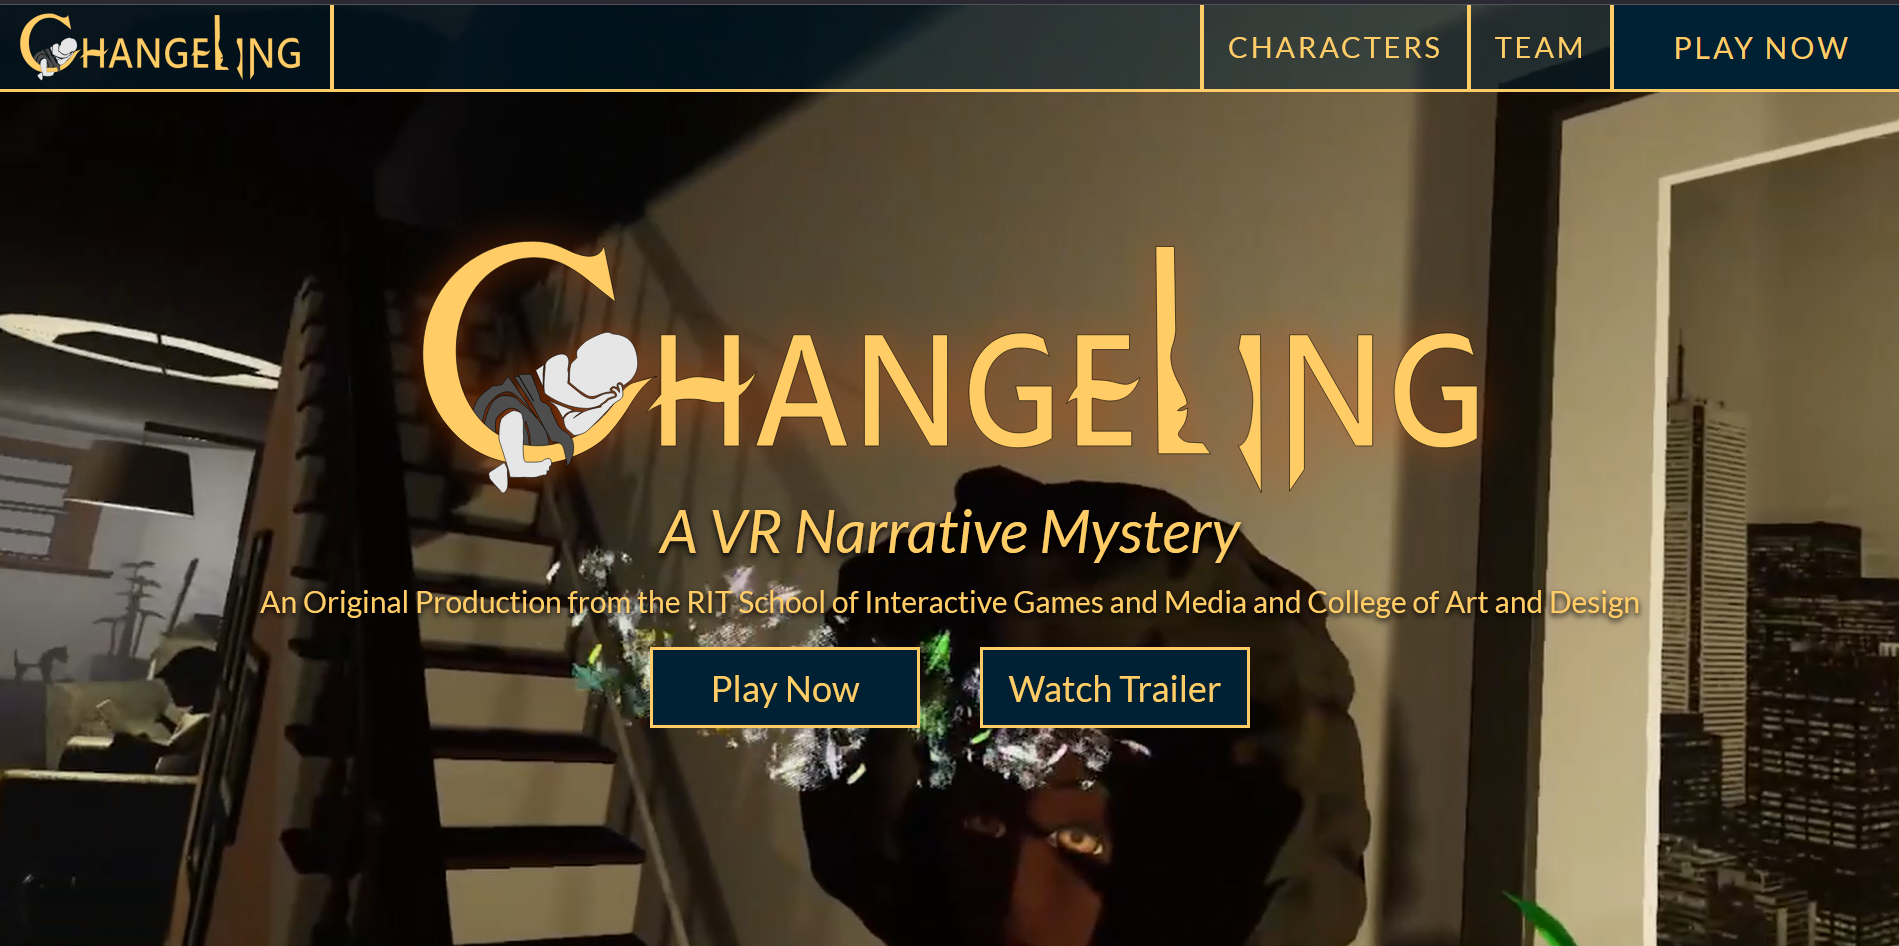 CHANGELING
CHARACTERS
TEAM
PLAY NOW
CHANGELING
A VR Narrative Mystery
An Original Production from the RIT School of Interactive Games and Media and College of Art and Design
Play Now
Watch Trailer